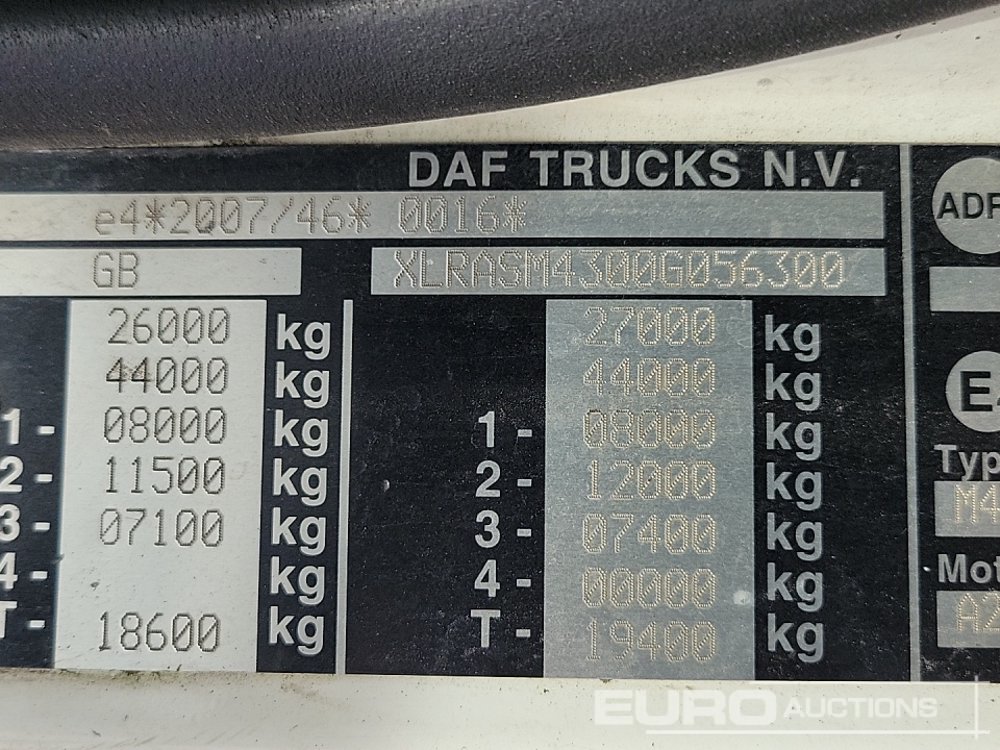 DAF TRUCKS N.V.
e4*2007/46* 0016*
GB XLRASM4300G056300
26000 kg 27000 kg
44000 kg 44000 kg
1- 08000 kg 1- 08000 kg
2- 11500 kg 2- 12000 kg
3- 07100 kg 3- 07400 kg
4- kg 4- 00000 kg
T- 18600 kg T- 19400 kg
ADR
E
Typ
M4
Mot
A2
EURO AUCTIONS